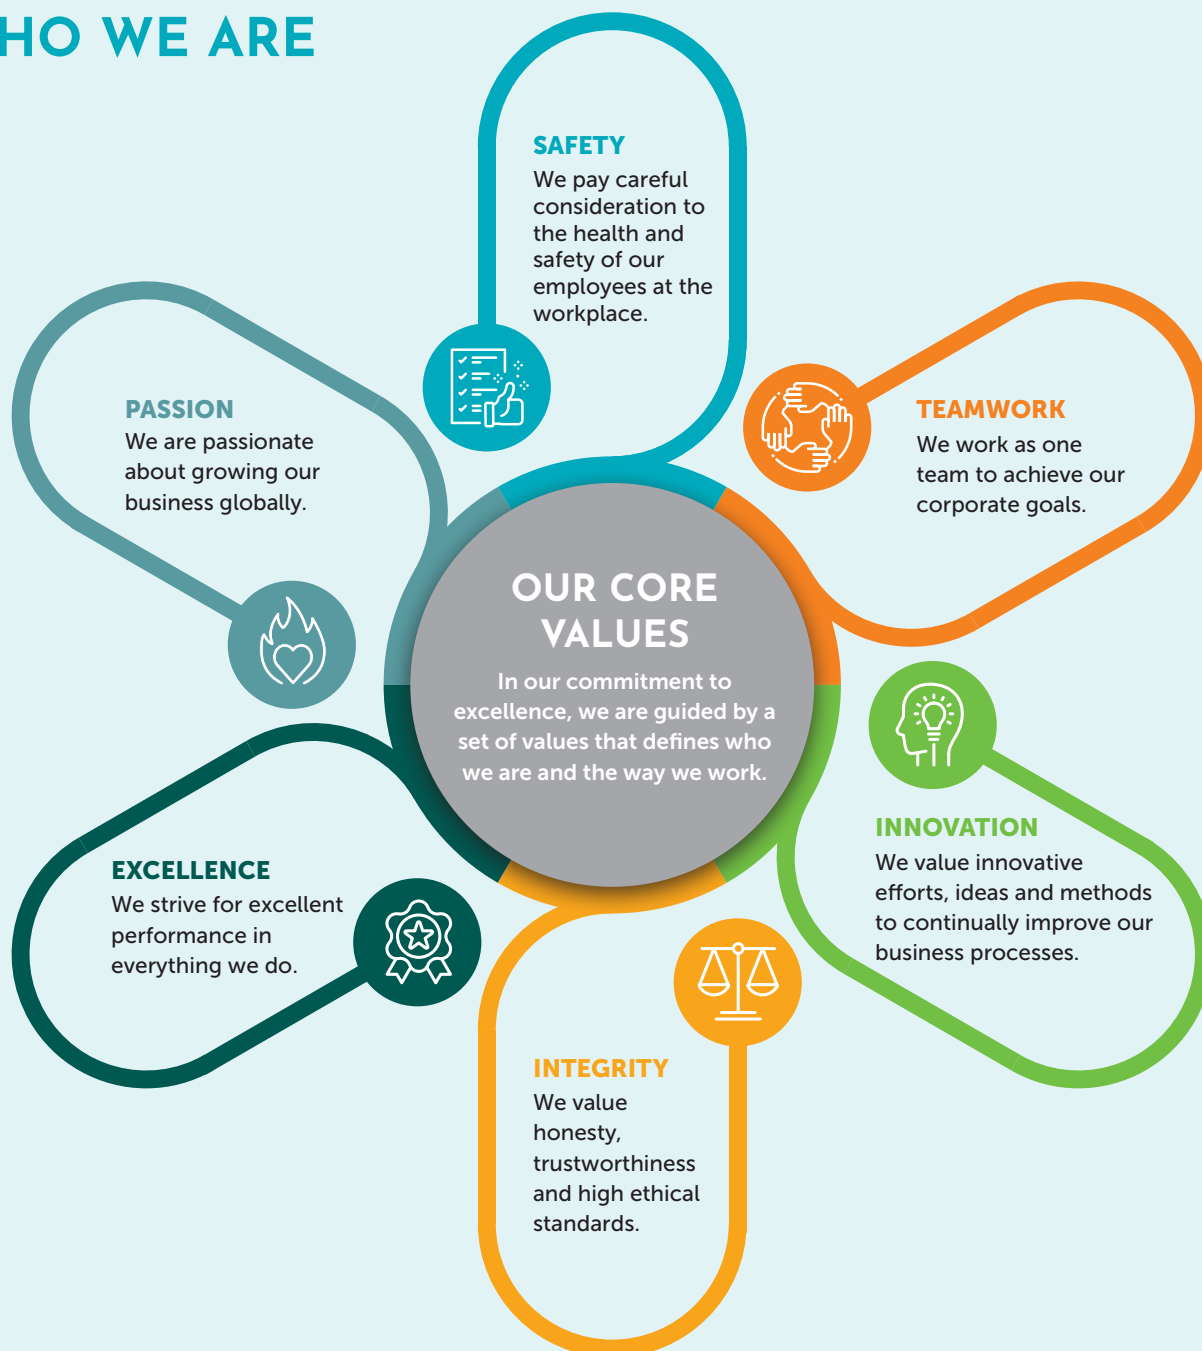 HO WE ARE
SAFETY
We pay careful
consideration to
the health and
safety of our
employees at the
workplace.
TEAMWORK
We work as one
team to achieve our
corporate goals.
INNOVATION
We value innovative
efforts, ideas and methods
to continually improve our
business processes.
INTEGRITY
We value
honesty,
trustworthiness
and high ethical
standards.
EXCELLENCE
We strive for excellent
performance in
everything we do.
PASSION
We are passionate
about growing our
business globally.
OUR CORE
VALUES
In our commitment to
excellence, we are guided by a
set of values that defines who
we are and the way we work.